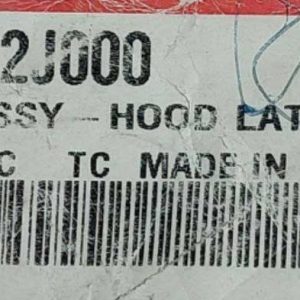 2J000
SSY - HOOD LAT
C TC MADE IN